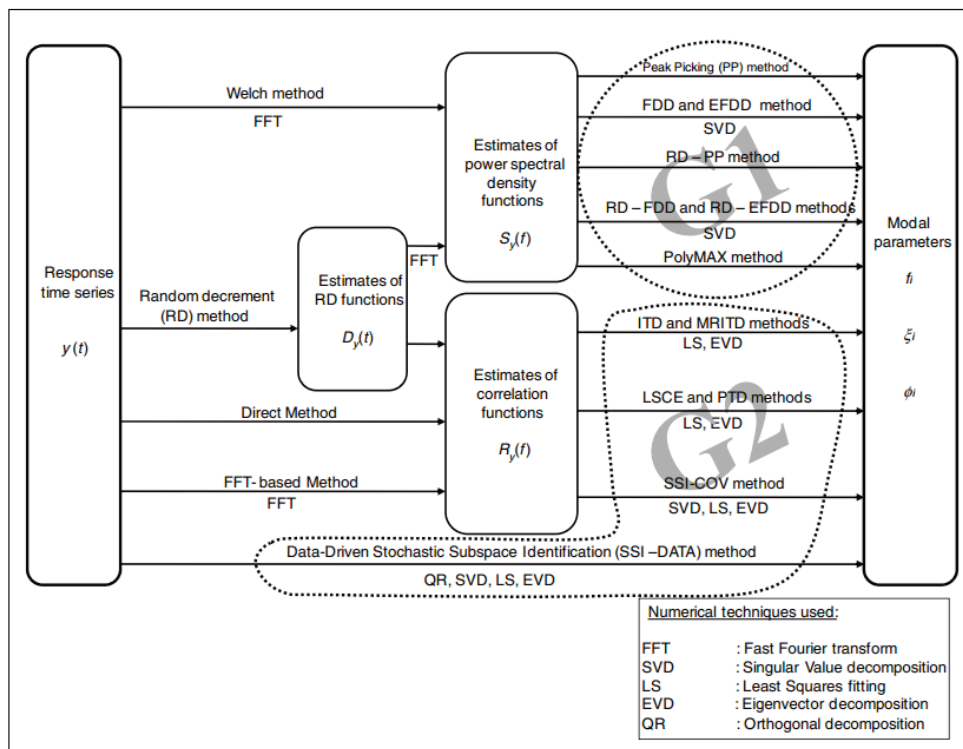 Response
time series
y(t)
Welch method
FFT
Random decrement
(RD) method
Direct Method
FFT-based Method
FFT
Estimates of
RD functions
Dy(t)
FFT
Estimates of
power spectral
density
functions
Sy(f)
Estimates of
correlation
functions
Ry(f)
G1
Peak Picking (PP) method
FDD and EFDD method
SVD
RD – PP method
RD – FDD and RD – EFDD methods
SVD
PolyMAX method
G2
ITD and MRITD methods
LS, EVD
LSCE and PTD methods
LS, EVD
SSI-COV method
SVD, LS, EVD
Data-Driven Stochastic Subspace Identification (SSI –DATA) method
QR, SVD, LS, EVD
Modal
parameters
fi
ξi
ϕi
Numerical techniques used:
FFT : Fast Fourier transform
SVD : Singular Value decomposition
LS : Least Squares fitting
EVD : Eigenvector decomposition
QR : Orthogonal decomposition